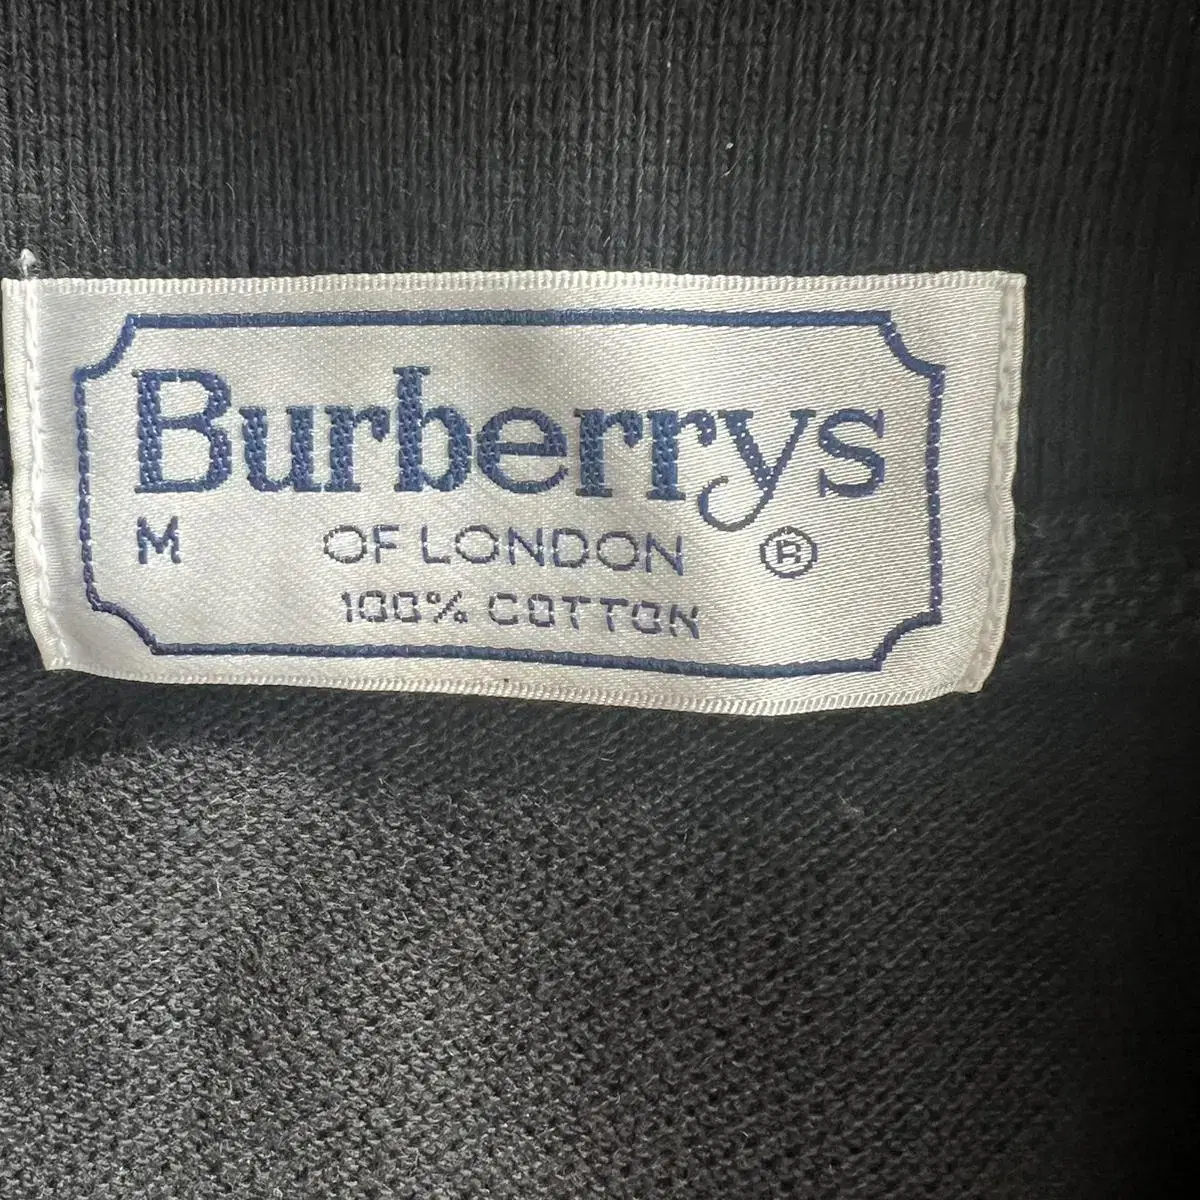 Burberrys
M OF LONDON ®
100% COTTON